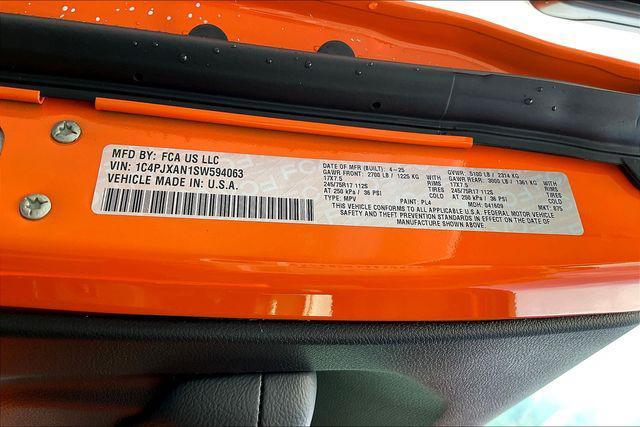 MFD BY: FCA US LLC
VIN: 1C4PJXAN1SW594063
VEHICLE MADE IN U.S.A.
DATE OF MFR (BUILT): 4-25 GVWR: 5100 LB / 2314 KG
GAWR FRONT: 2700 LB / 1225 KG WITH GAWR REAR: 3000 LB / 1361 KG WITH
17X7.5 RIMS 17X7.5 RIMS
245/75R17 112S TIRES 245/75R17 112S TIRES
AT 250 kPa / 36 PSI COLD AT 250 kPa / 36 PSI COLD
TYPE: MPV PAINT: PL4 MDH: 041609 MKT: 875
THIS VEHICLE CONFORMS TO ALL APPLICABLE U.S.A. FEDERAL MOTOR VEHICLE
SAFETY AND THEFT PREVENTION STANDARDS IN EFFECT ON THE DATE OF
MANUFACTURE SHOWN ABOVE.